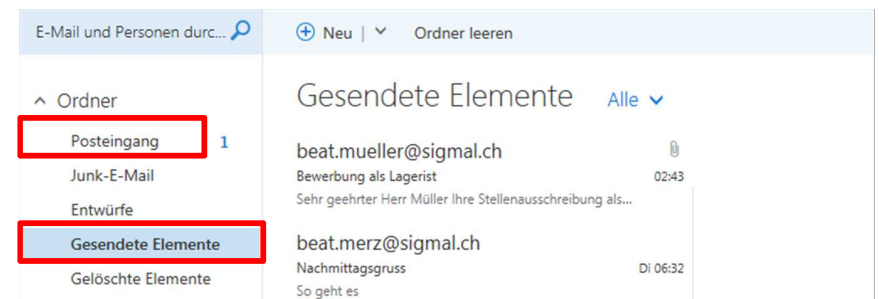 E-Mail und Personen durc...
Neu | Ordner leeren
Ordner
Posteingang 1
Junk-E-Mail
Entwürfe
Gesendete Elemente
Gelöschte Elemente
Gesendete Elemente Alle
beat.mueller@sigmal.ch
Bewerbung als Lagerist 02:43
Sehr geehrter Herr Müller Ihre Stellenausschreibung als...
beat.merz@sigmal.ch
Nachmittagsgruss Di 06:32
So geht es